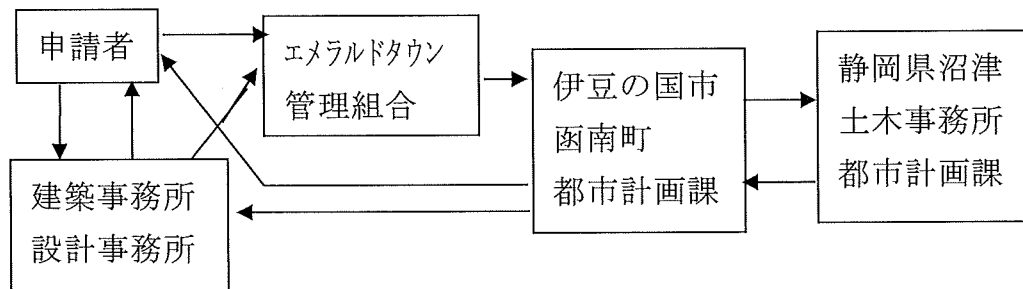 申請者
エメラルドタウン
管理組合
伊豆の国市
函南町
都市計画課
静岡県沼津
土木事務所
都市計画課
建築事務所
設計事務所